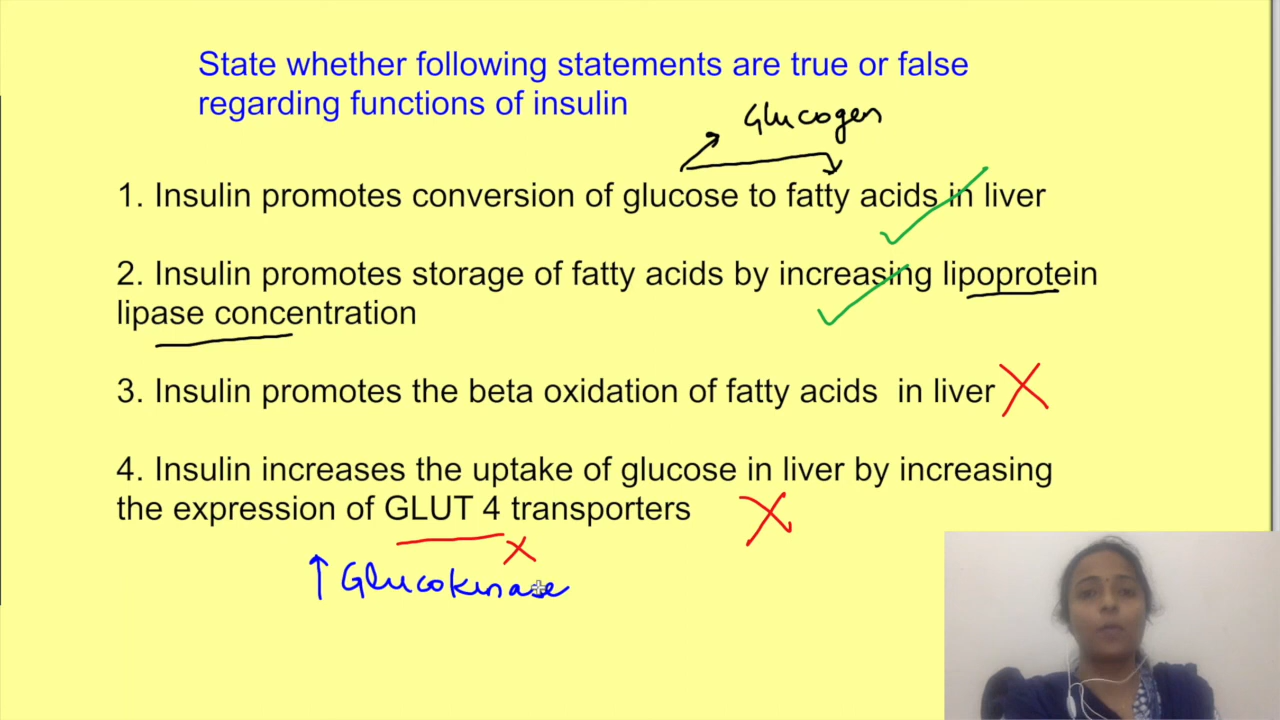 State whether following statements are true or false
regarding functions of insulin
Glucogen
1. Insulin promotes conversion of glucose to fatty acids in liver
2. Insulin promotes storage of fatty acids by increasing lipoprotein
lipase concentration
3. Insulin promotes the beta oxidation of fatty acids in liver
4. Insulin increases the uptake of glucose in liver by increasing
the expression of GLUT 4 transporters
↑ Glucokinase